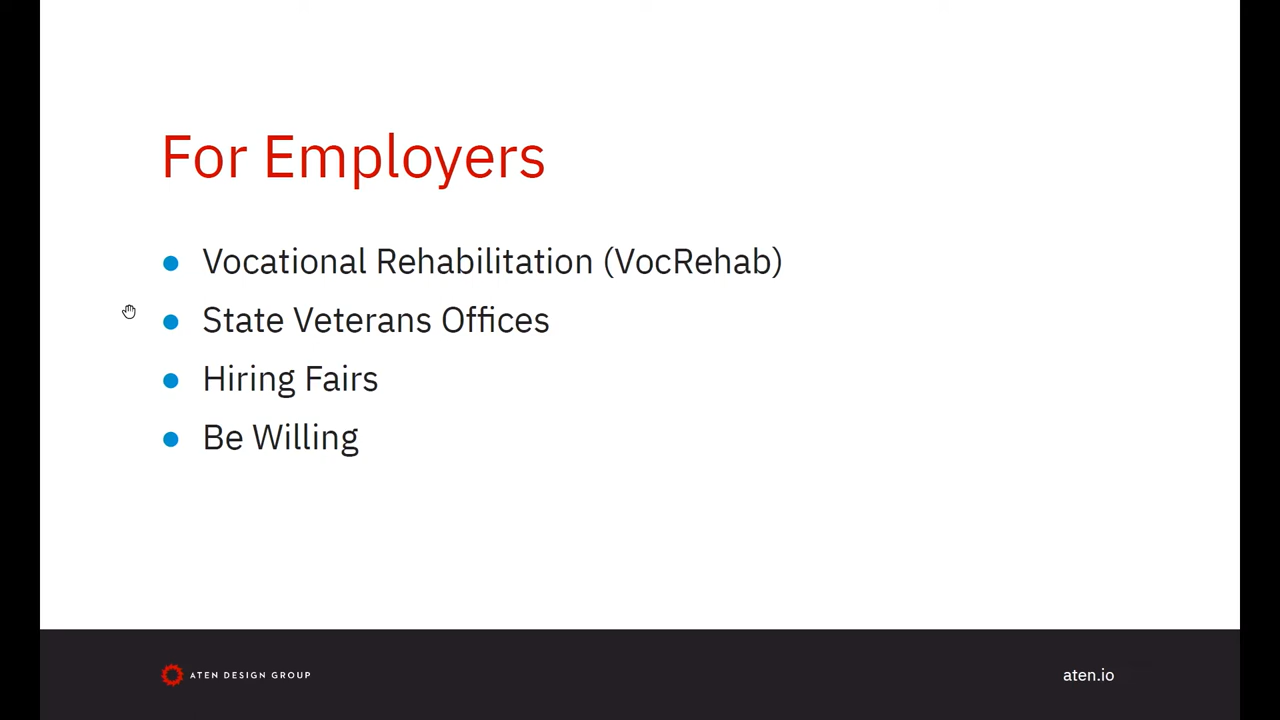 For Employers
Vocational Rehabilitation (VocRehab)
State Veterans Offices
Hiring Fairs
Be Willing
ATEN DESIGN GROUP
aten.io